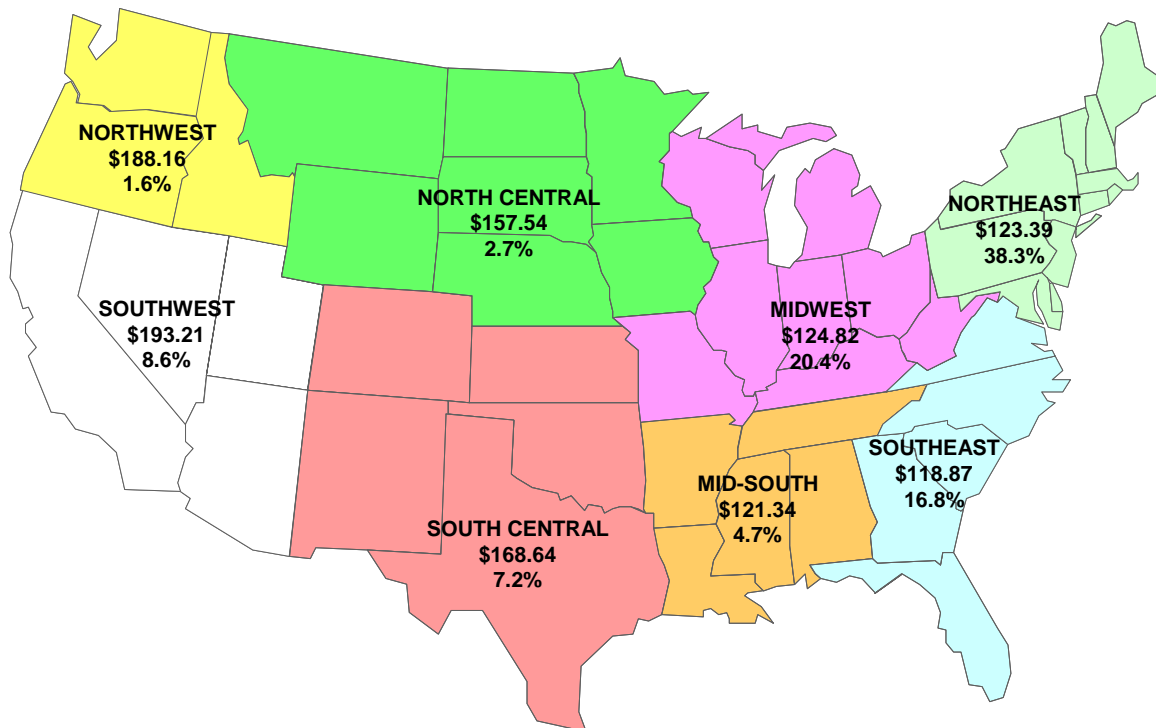 NORTHWEST
$188.16
1.6%
NORTH CENTRAL
$157.54
2.7%
NORTHEAST
$123.39
38.3%
SOUTHWEST
$193.21
8.6%
MIDWEST
$124.82
20.4%
SOUTHEAST
$118.87
16.8%
MID-SOUTH
$121.34
4.7%
SOUTH CENTRAL
$168.64
7.2%